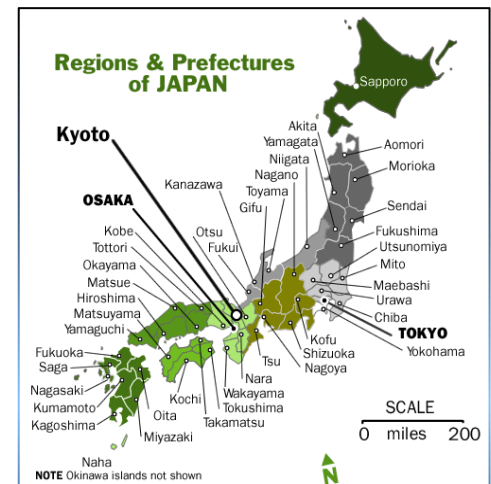 Regions & Prefectures
of JAPAN
Sapporo
Kyoto
Akita
Yamagata
Niigata
Nagano
Toyama
Gifu
Kanazawa
Aomori
Morioka
OSAKA
Sendai
Kobe
Otsu
Fukui
Fukushima
Tottori
Utsunomiya
Okayama
Mito
Matsue
Maebashi
Hiroshima
Urawa
Matsuyama
Chiba
Yamaguchi
TOKYO
Kofu
Yokohama
Fukuoka
Shizuoka
Saga
Tsu
Nagoya
Nagasaki
Nara
Kumamoto
Wakayama
Kagoshima
Kochi
Tokushima
Oita
Takamatsu
Miyazaki
SCALE
0 miles 200
Naha
NOTE Okinawa islands not shown
N